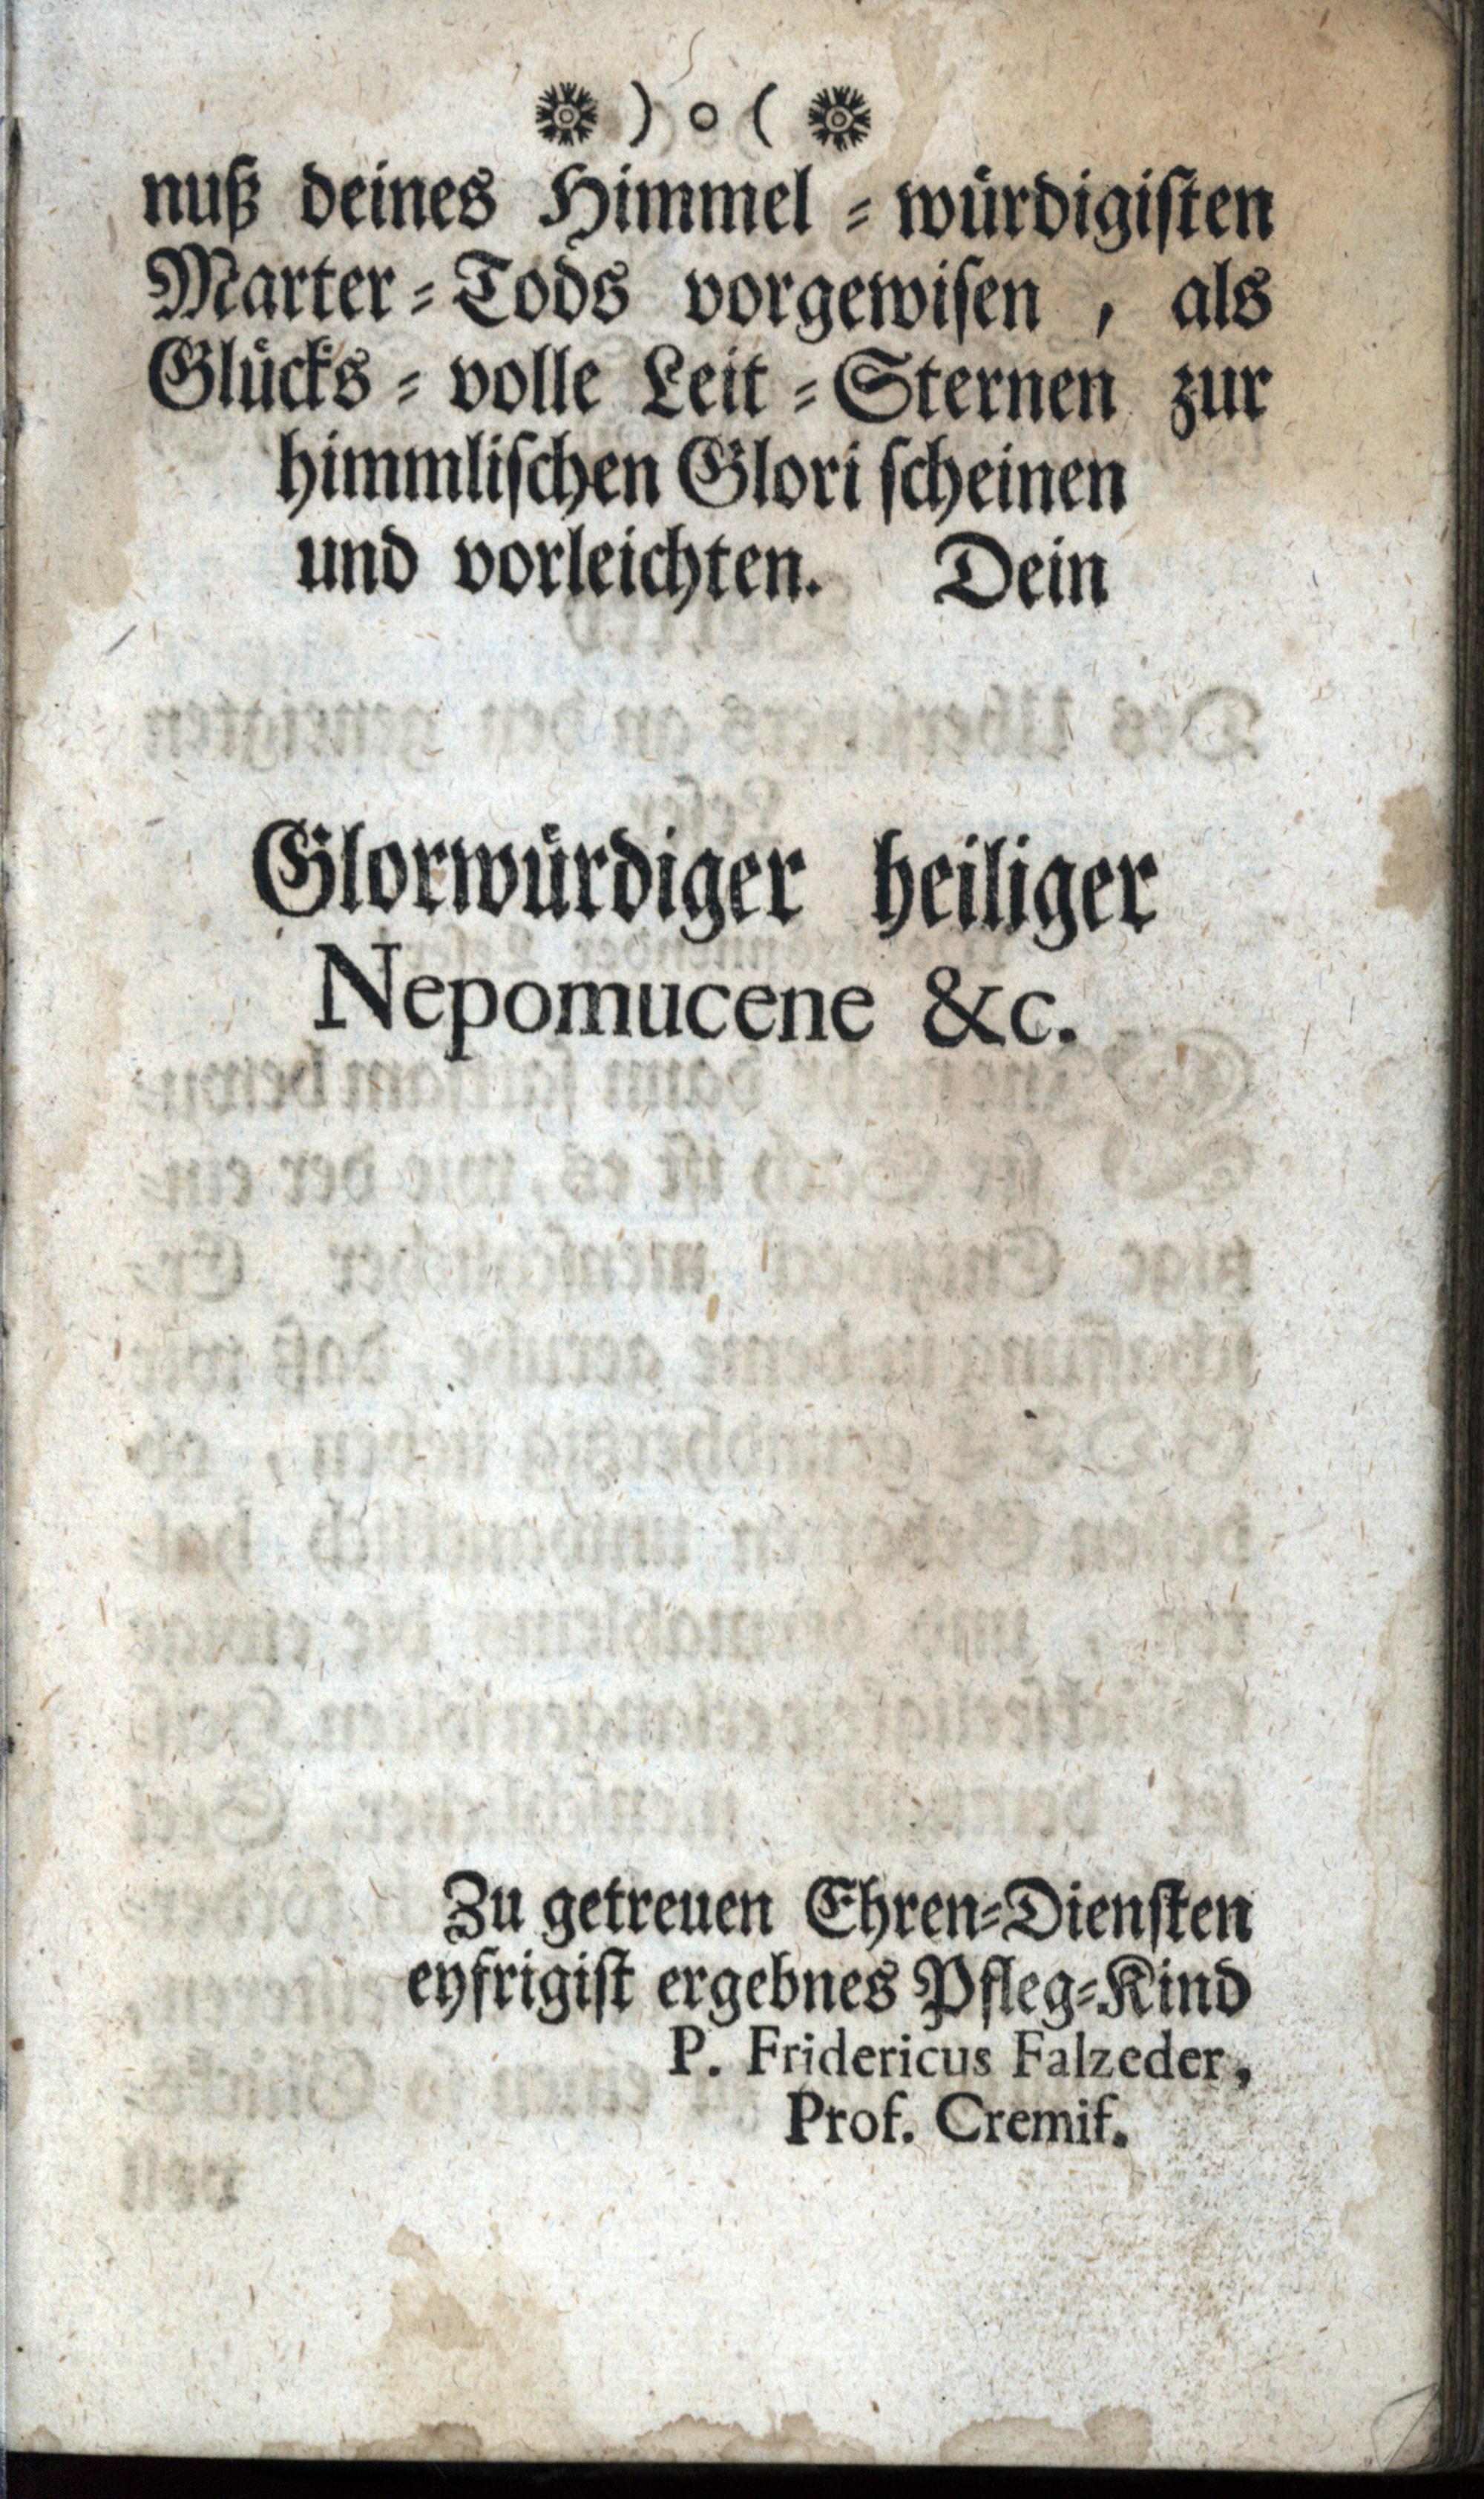 ❋ ) o ( ❋
nuß deines Himmel = würdigiſten
Marter = Tods vorgewiſen , als
Glücks = volle Leit = Sternen zur
himmliſchen Glori ſcheinen
und vorleichten. Dein
Glorwürdiger heiliger
Nepomucene &c.
Zu getreuen Ehren=Dienſten
eyfrigiſt ergebnes Pfleg=Kind
P. Fridericus Falzeder,
Prof. Cremiſ.